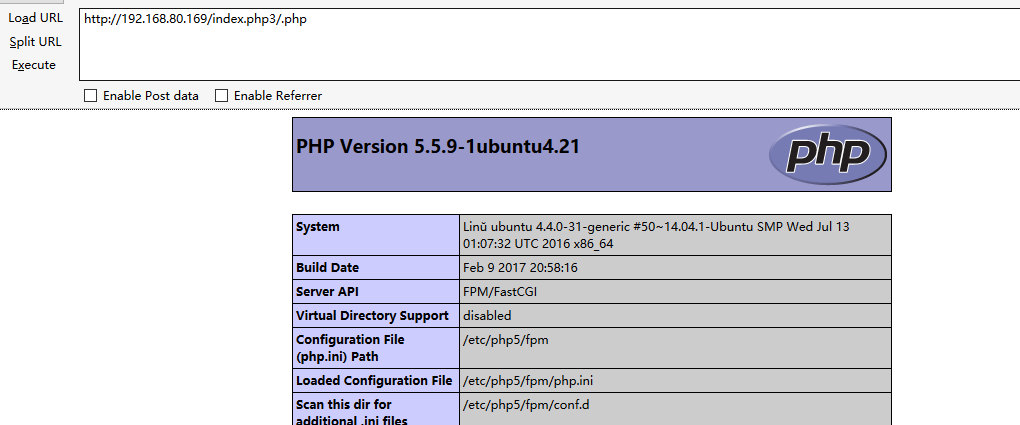 Load URL
http://192.168.80.169/index.php3/.php
Split URL
Execute
Enable Post data
Enable Referrer
PHP Version 5.5.9-1ubuntu4.21
php
System
Linŭ ubuntu 4.4.0-31-generic #50~14.04.1-Ubuntu SMP Wed Jul 13
01:07:32 UTC 2016 x86_64
Build Date
Feb 9 2017 20:58:16
Server API
FPM/FastCGI
Virtual Directory Support
disabled
Configuration File
(php.ini) Path
/etc/php5/fpm
Loaded Configuration File
/etc/php5/fpm/php.ini
Scan this dir for
additional .ini files
/etc/php5/fpm/conf.d